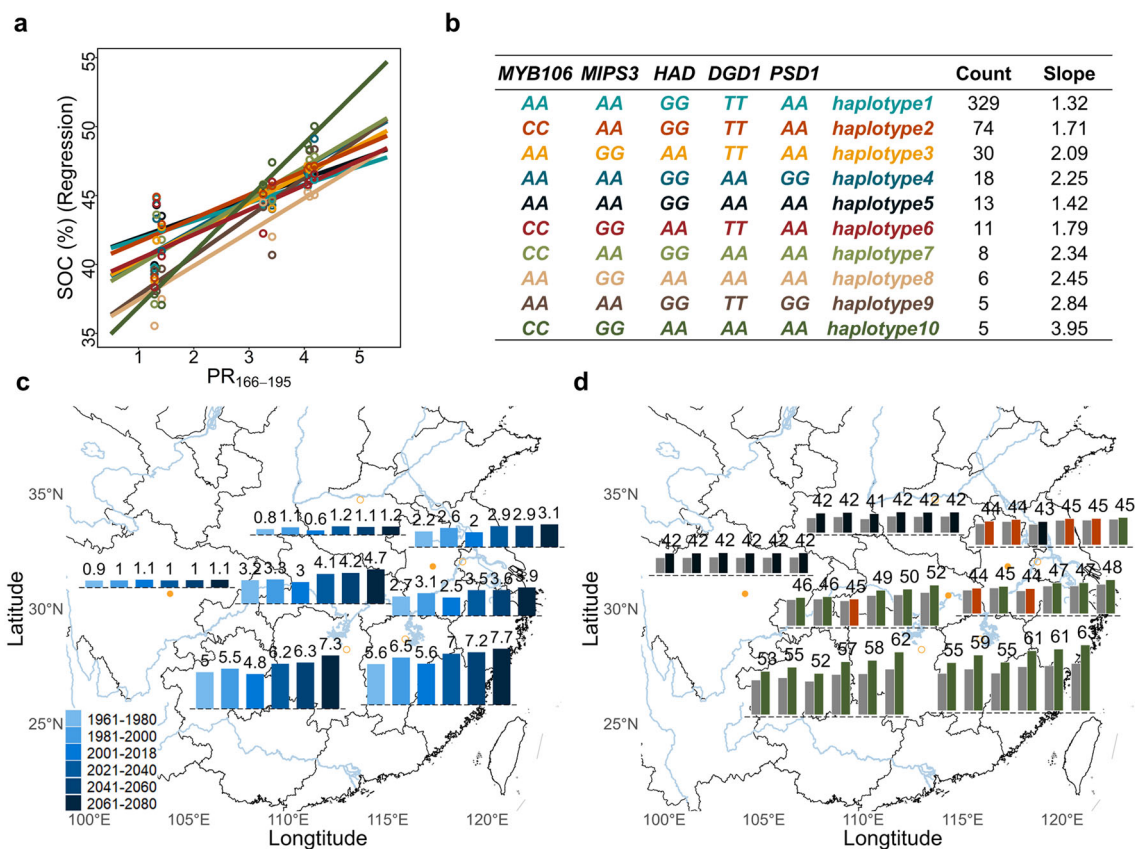 a
SOC (%) (Regression)
55
50
45
40
35
1 2 3 4 5
PR166–195
b
MYB106 MIPS3 HAD DGD1 PSD1 Count Slope
AA AA GG TT AA haplotype1 329 1.32
CC AA GG TT AA haplotype2 74 1.71
AA GG AA TT AA haplotype3 30 2.09
AA AA GG AA GG haplotype4 18 2.25
AA AA GG AA AA haplotype5 13 1.42
CC GG AA TT AA haplotype6 11 1.79
CC AA GG AA AA haplotype7 8 2.34
AA GG AA AA AA haplotype8 6 2.45
AA AA GG TT GG haplotype9 5 2.84
CC GG AA AA AA haplotype10 5 3.95
c
Latitude
35°N
30°N
25°N
0.8 1.1 0.6 1.2 1.1 1.2
2.2 2.6 2 2.9 2.9 3.1
0.9 1 1.1 1 1 1.1
3.2 3.3 3 4.1 4.2 4.7
2.7 3.1 2.5 3.5 3.6 3.9
5 5.5 4.8 6.2 6.3 7.3
5.6 6.5 5.6 7 7.2 7.7
1961-1980
1981-2000
2001-2018
2021-2040
2041-2060
2061-2080
100°E 105°E 110°E 115°E 120°E
Longtitude
d
Latitude
35°N
30°N
25°N
42 42 41 42 42 42
44 44 43 45 45 45
42 42 42 42 42 42
46 46 45 49 50 52
44 45 44 47 47 48
53 55 52 57 58 62
55 59 55 61 61 63
100°E 105°E 110°E 115°E 120°E
Longtitude